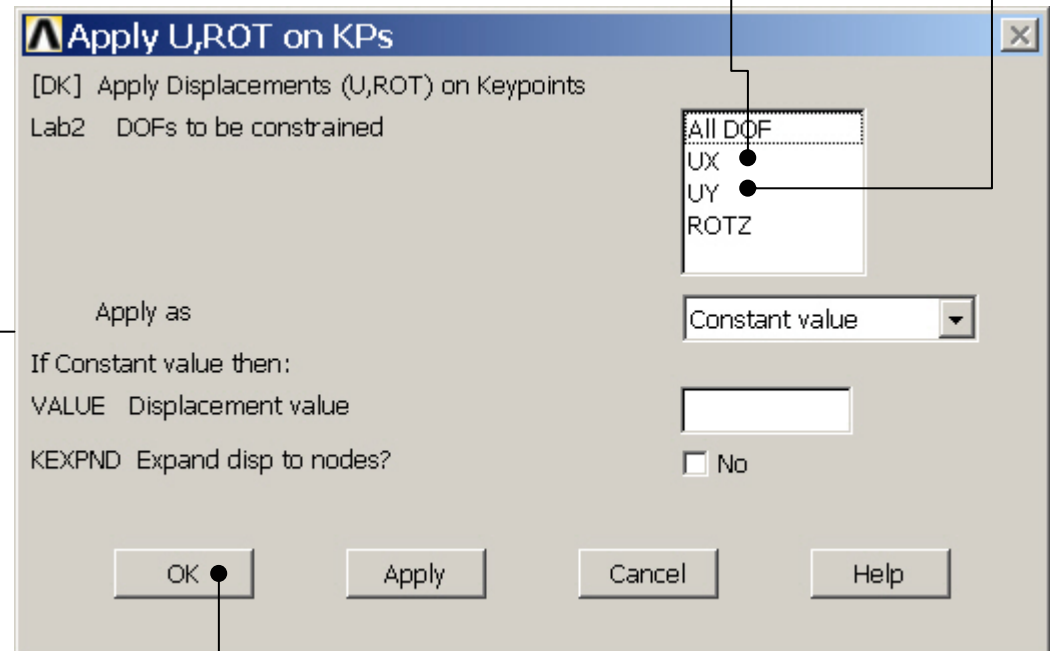 Apply U,ROT on KPs
[DK] Apply Displacements (U,ROT) on Keypoints
Lab2 DOFs to be constrained
All DOF
UX
UY
ROTZ
Apply as
Constant value
If Constant value then:
VALUE Displacement value
KEXPND Expand disp to nodes?
No
OK
Apply
Cancel
Help